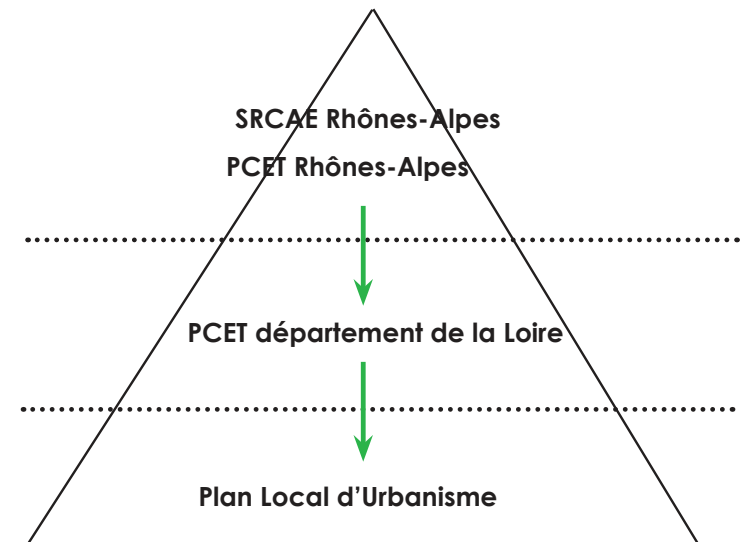 SRCAE Rhônes-Alpes
PCET Rhônes-Alpes
PCET département de la Loire
Plan Local d’Urbanisme